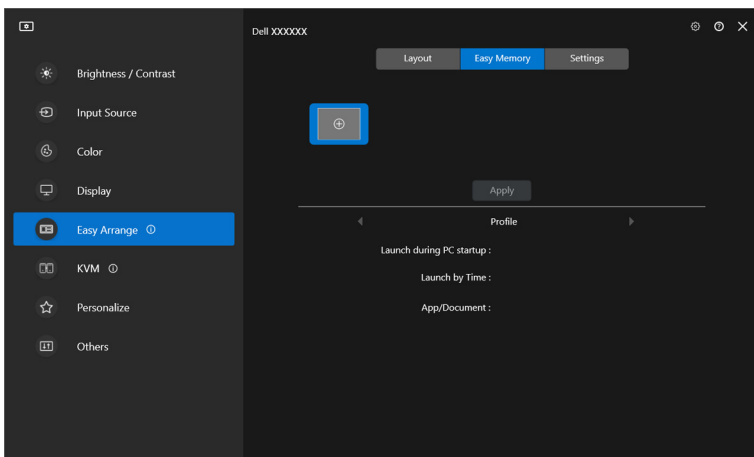 Dell XXXXXX
Layout
Easy Memory
Settings
Brightness / Contrast
Input Source
Color
Display
Easy Arrange
KVM
Personalize
Others
Apply
Profile
Launch during PC startup :
Launch by Time :
App/Document :